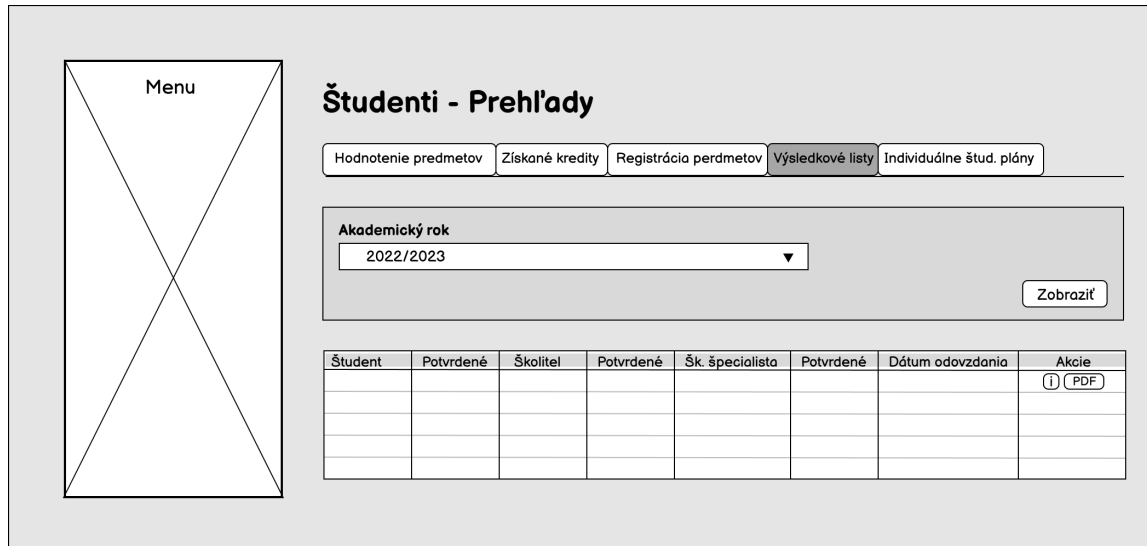 Menu
Študenti - Prehľady
Hodnotenie predmetov Získané kredity Registrácia perdmetov Výsledkové listy Individuálne štud. plány
Akademický rok
2022/2023
Zobraziť
Študent Potvrdené Školitel Potvrdené Šk. špecialista Potvrdené Dátum odovzdania Akcie
i PDF